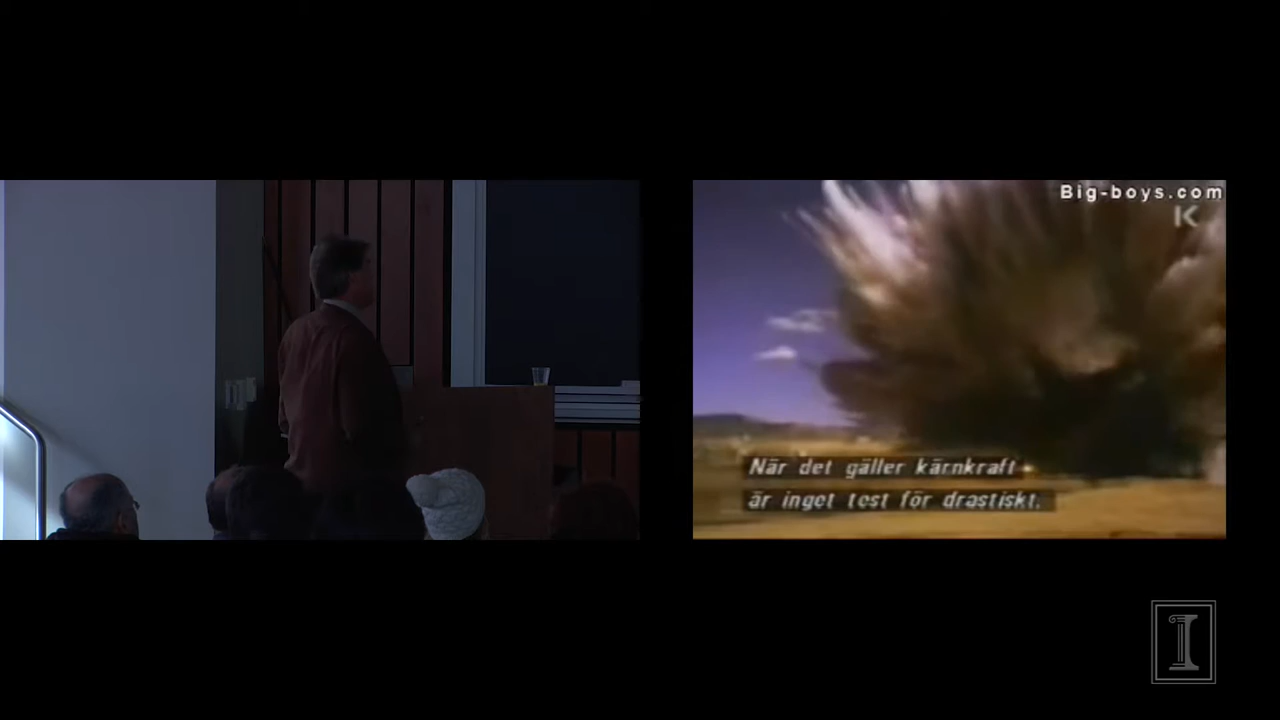 Big-boys.com
K
När det gäller kärnkraft
är inget test för drastiskt.
I